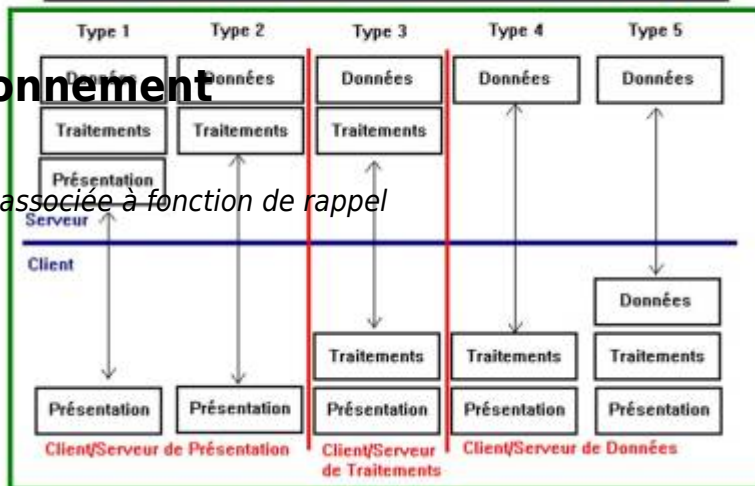 Type 1 Type 2 Type 3 Type 4 Type 5
Données Données Données Données Données
onnement
Traitements Traitements Traitements
Présentation
associée à fonction de rappel
Serveur
Client
Données
Traitements Traitements Traitements
Présentation Présentation Présentation Présentation Présentation
Client/Serveur de Présentation Client/Serveur Client/Serveur de Données
de Traitements